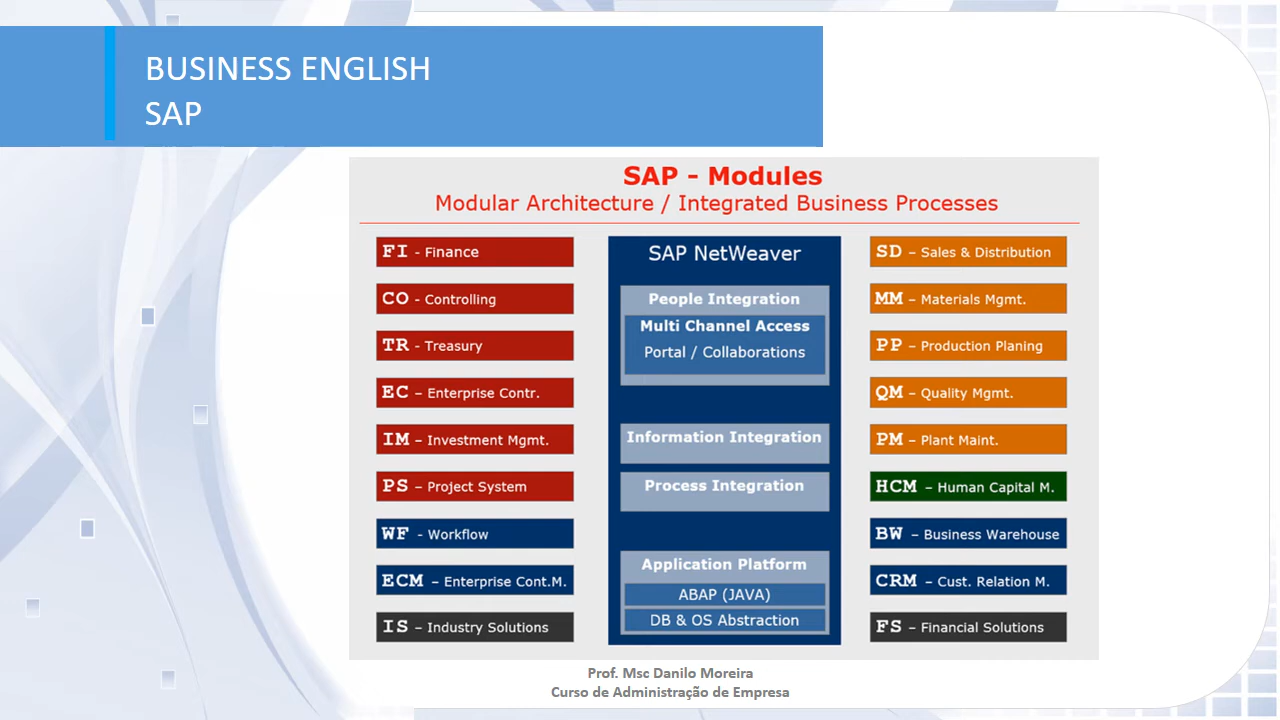 BUSINESS ENGLISH
SAP
SAP - Modules
Modular Architecture / Integrated Business Processes
FI - Finance
CO - Controlling
TR - Treasury
EC – Enterprise Contr.
IM – Investment Mgmt.
PS – Project System
WF - Workflow
ECM – Enterprise Cont.M.
IS – Industry Solutions
SAP NetWeaver
People Integration
Multi Channel Access
Portal / Collaborations
Information Integration
Process Integration
Application Platform
ABAP (JAVA)
DB & OS Abstraction
SD – Sales & Distribution
MM – Materials Mgmt.
PP – Production Planing
QM – Quality Mgmt.
PM – Plant Maint.
HCM – Human Capital M.
BW – Business Warehouse
CRM – Cust. Relation M.
FS – Financial Solutions
Prof. Msc Danilo Moreira
Curso de Administração de Empresa